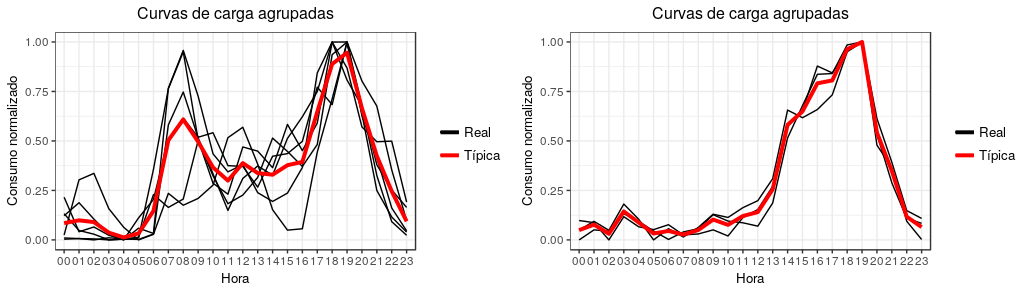 Curvas de carga agrupadas
Consumo normalizado
1.00
0.75
0.50
0.25
0.00
00 01 02 03 04 05 06 07 08 09 10 11 12 13 14 15 16 17 18 19 20 21 22 23
Hora
Real
Típica
Curvas de carga agrupadas
Consumo normalizado
1.00
0.75
0.50
0.25
0.00
00 01 02 03 04 05 06 07 08 09 10 11 12 13 14 15 16 17 18 19 20 21 22 23
Hora
Real
Típica